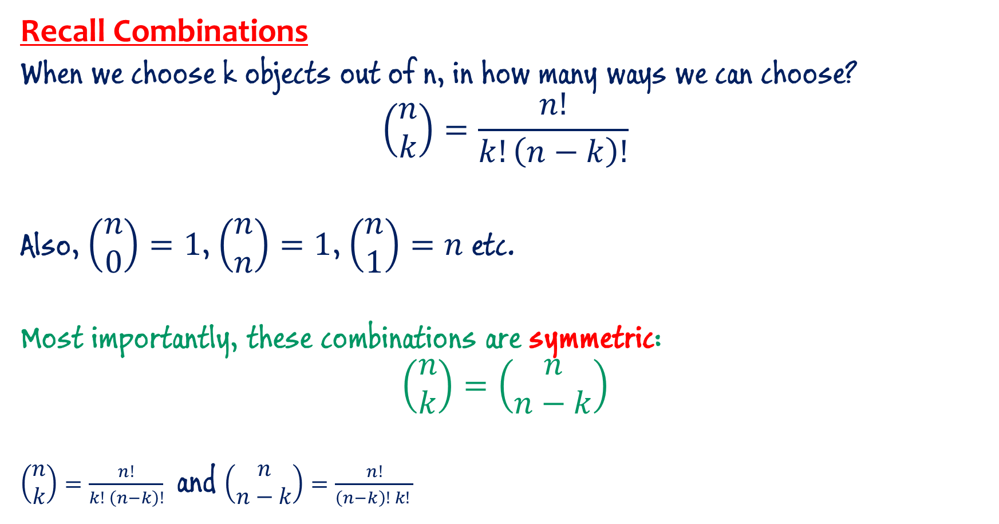 Recall Combinations
When we choose k objects out of n, in how many ways we can choose?
$\binom{n}{k} = \frac{n!}{k!\,(n-k)!}$
Also, $\binom{n}{0} = 1, \binom{n}{n} = 1, \binom{n}{1} = n$ etc.
Most importantly, these combinations are symmetric:
$\binom{n}{k} = \binom{n}{n-k}$
$\binom{n}{k} = \frac{n!}{k!\,(n-k)!}$ and $\binom{n}{n-k} = \frac{n!}{(n-k)!\,k!}$